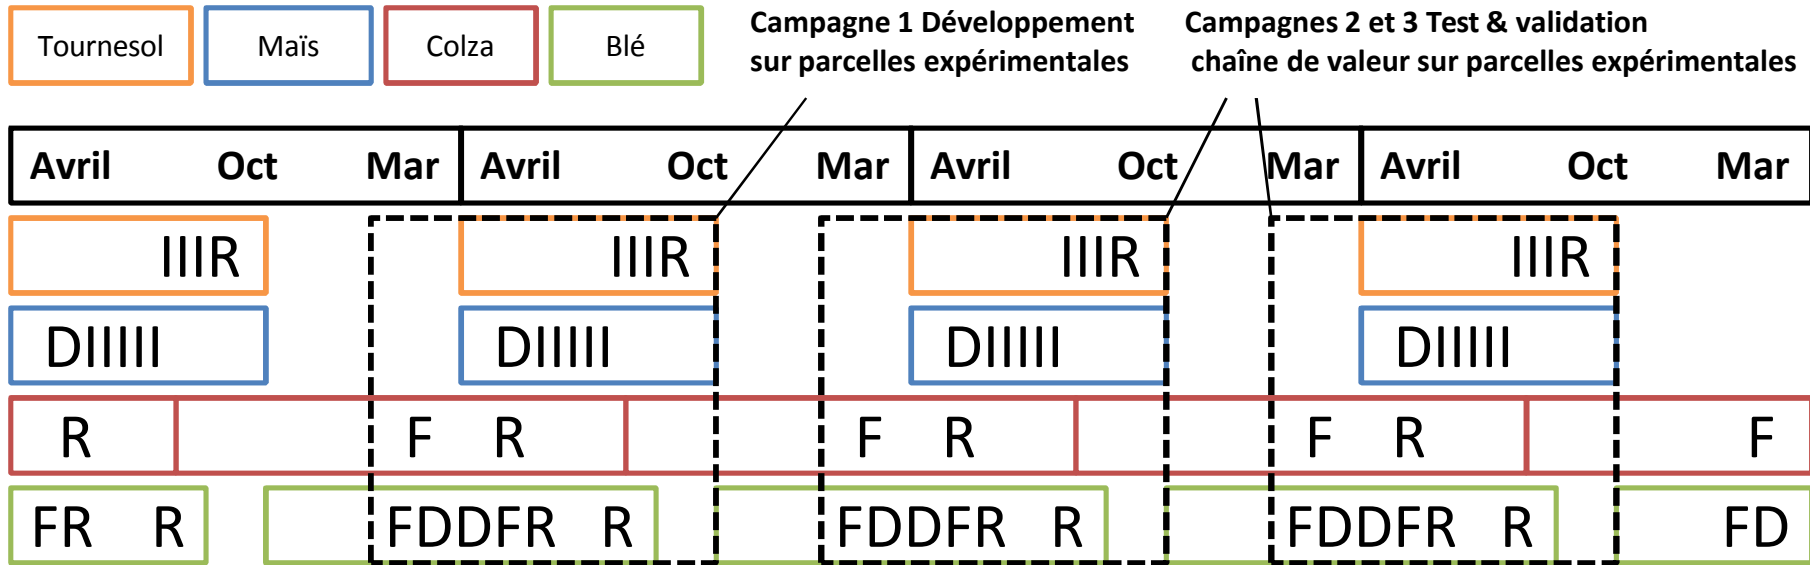 Tournesol Maïs Colza Blé
Campagne 1 Développement
sur parcelles expérimentales
Campagnes 2 et 3 Test & validation
chaîne de valeur sur parcelles expérimentales
Avril Oct Mar Avril Oct Mar Avril Oct Mar Avril Oct Mar
IIIR IIIR IIIR IIIR
DIIIII DIIIII DIIIII DIIIII
R F R F R F R F
FR R FDDFR R FDDFR R FDDFR R FD